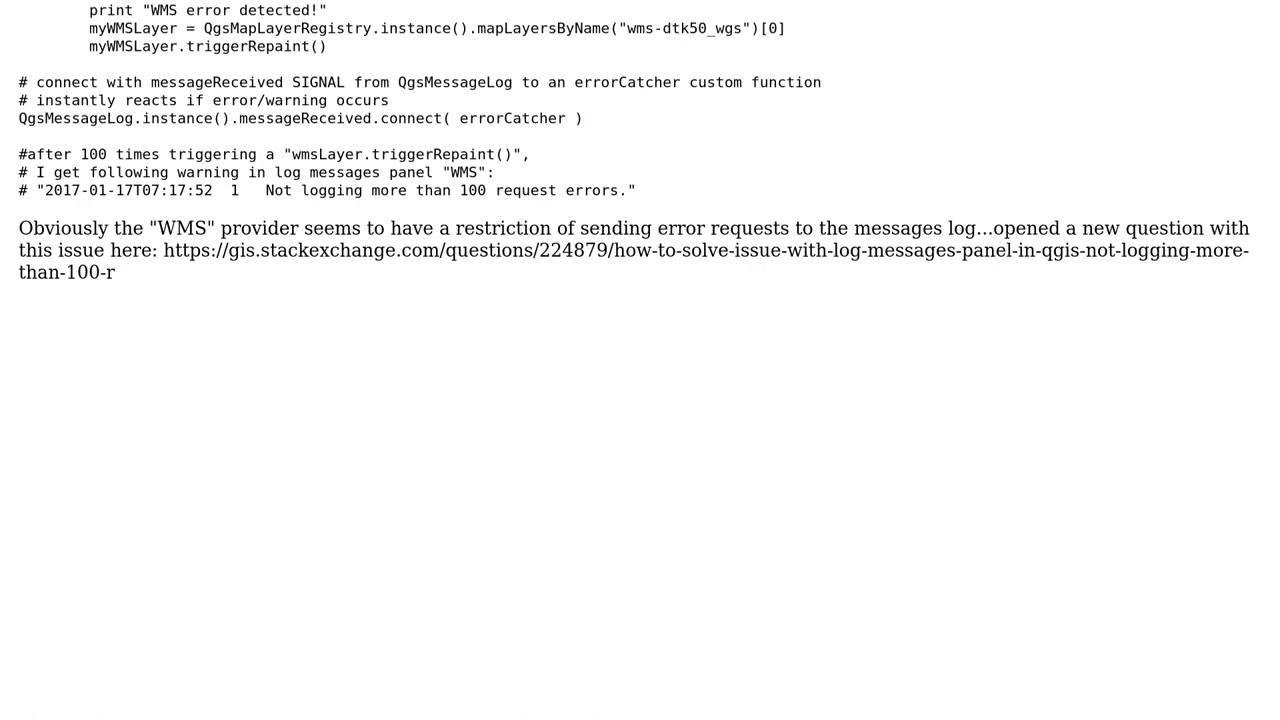 print "WMS error detected!"
myWMSLayer = QgsMapLayerRegistry.instance().mapLayersByName("wms-dtk50_wgs")[0]
myWMSLayer.triggerRepaint()
# connect with messageReceived SIGNAL from QgsMessageLog to an errorCatcher custom function
# instantly reacts if error/warning occurs
QgsMessageLog.instance().messageReceived.connect( errorCatcher )
#after 100 times triggering a "wmsLayer.triggerRepaint()",
# I get following warning in log messages panel "WMS":
# "2017-01-17T07:17:52  1   Not logging more than 100 request errors."
Obviously the "WMS" provider seems to have a restriction of sending error requests to the messages log...opened a new question with
this issue here: https://gis.stackexchange.com/questions/224879/how-to-solve-issue-with-log-messages-panel-in-qgis-not-logging-more-
than-100-r